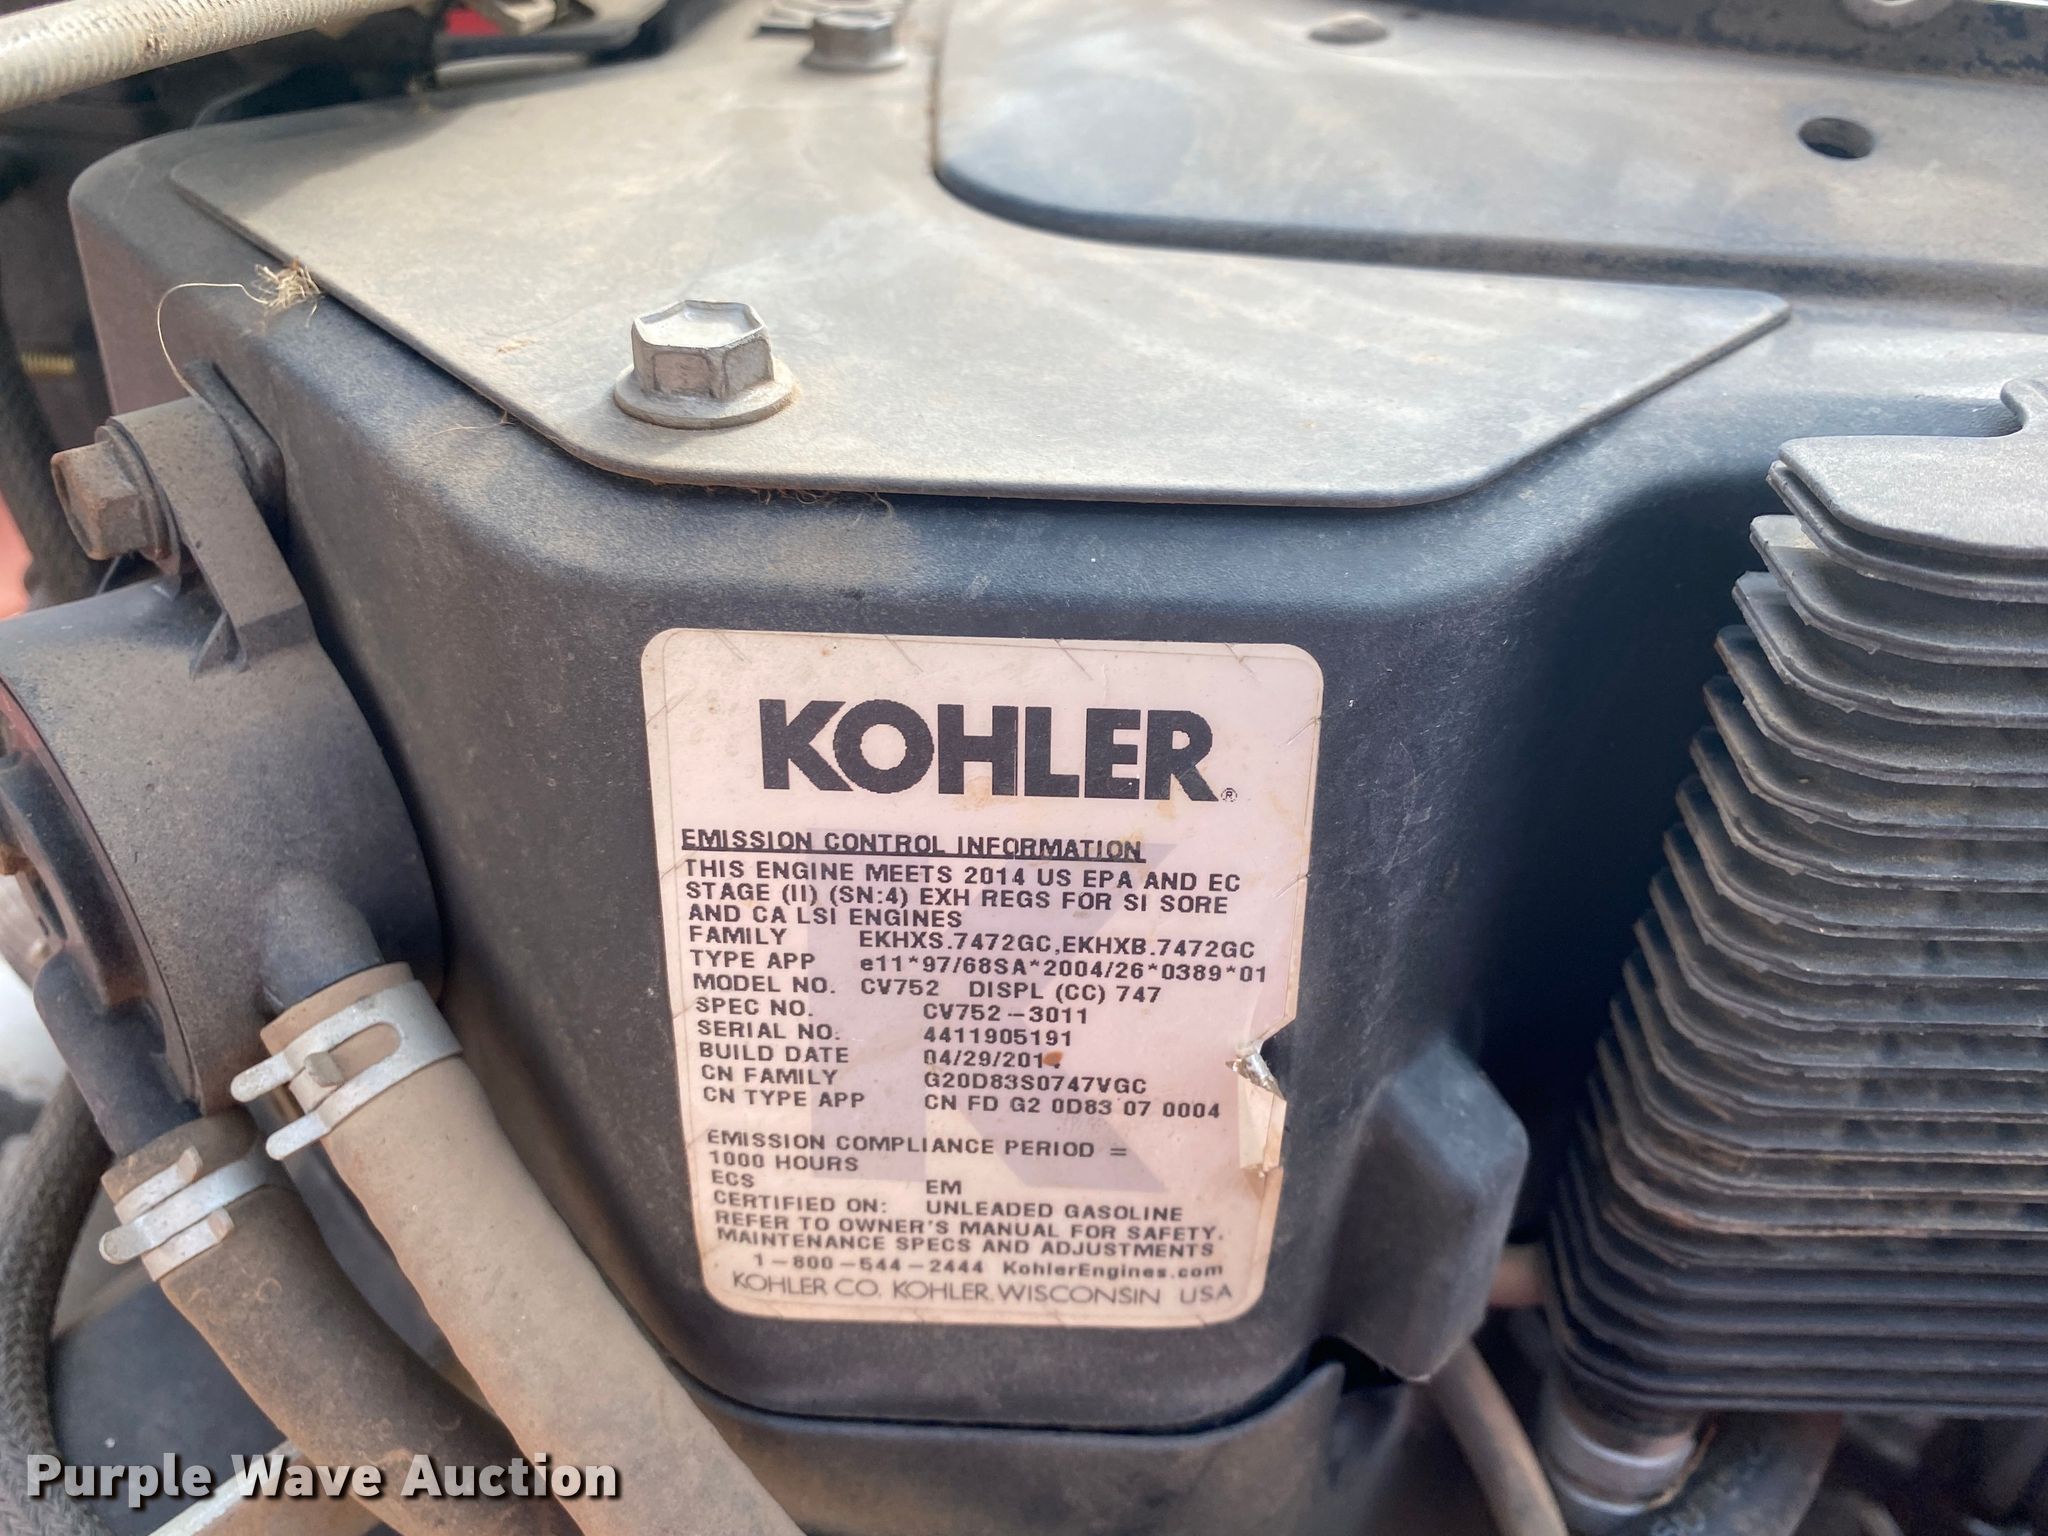 KOHLER®
EMISSION CONTROL INFORMATION
THIS ENGINE MEETS 2014 US EPA AND EC
STAGE (II) (SN:4) EXH REGS FOR SI SORE
AND CA LSI ENGINES
FAMILY EKHXS.7472GC,EKHXB.7472GC
TYPE APP e11*97/68SA*2004/26*0389*01
MODEL NO. CV752 DISPL (CC) 747
SPEC NO. CV752-3011
SERIAL NO. 4411905191
BUILD DATE
CN FAMILY G20D83S0747VGC
CN TYPE APP CN FD G2 0D83 07 0004
EMISSION COMPLIANCE PERIOD =
1000 HOURS
ECS EM
CERTIFIED ON: UNLEADED GASOLINE
REFER TO OWNER'S MANUAL FOR SAFETY,
MAINTENANCE SPECS AND ADJUSTMENTS
1-800-544-2444 KohlerEngines.com
KOHLER CO. KOHLER, WISCONSIN USA
Purple Wave Auction